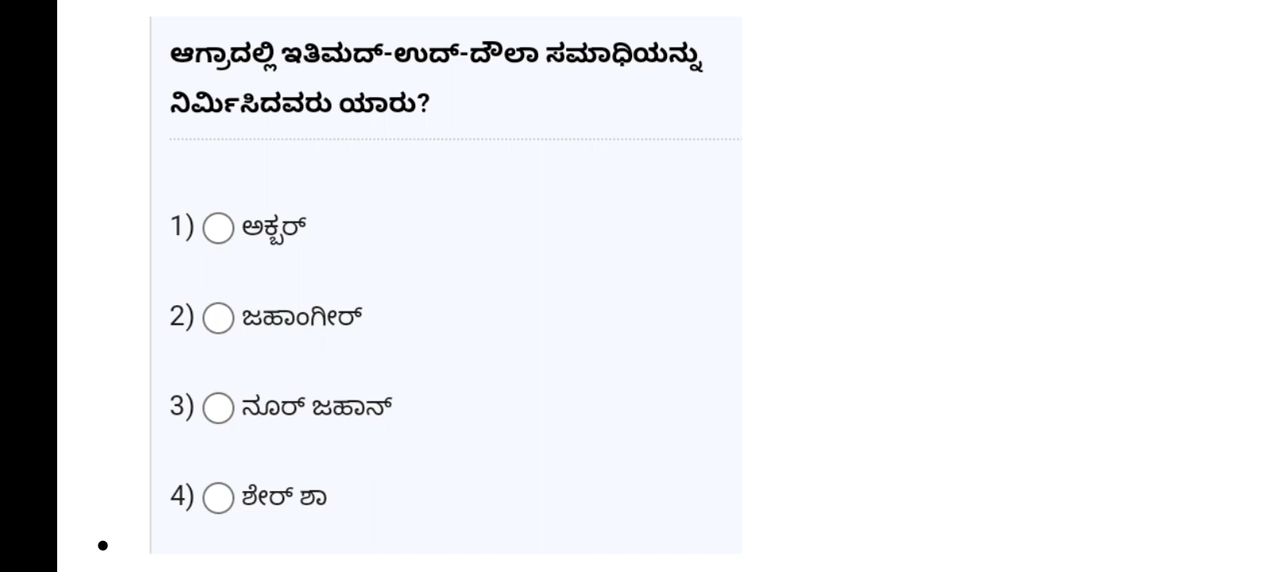 ಆಗ್ರಾದಲ್ಲಿ ಇತಿಮದ್-ಉದ್-ದೌಲಾ ಸಮಾಧಿಯನ್ನು
ನಿರ್ಮಿಸಿದವರು ಯಾರು?
1) ಅಕ್ಬರ್
2) ಜಹಾಂಗೀರ್
3) ನೂರ್ ಜಹಾನ್
4) ಶೇರ್ ಶಾ